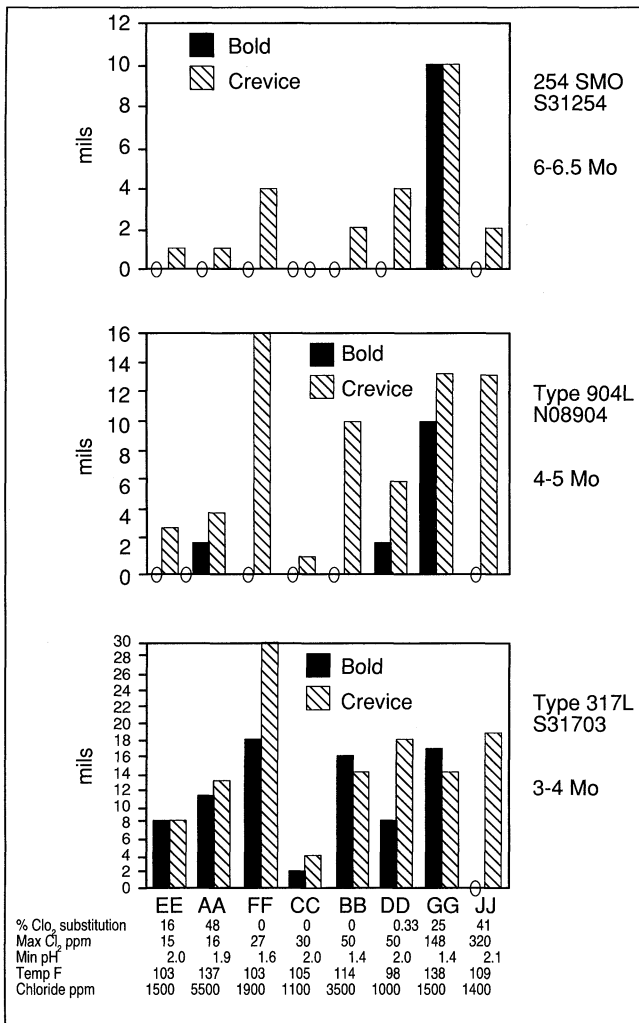 12
10
8
6
4
2
0
mils
Bold
Crevice
254 SMO
S31254
6-6.5 Mo
16
14
12
10
8
6
4
2
0
mils
Bold
Crevice
Type 904L
N08904
4-5 Mo
30
28
26
24
22
20
18
16
14
12
10
8
6
4
2
0
mils
Bold
Crevice
Type 317L
S31703
3-4 Mo
EE AA FF CC BB DD GG JJ
% Clo₂ substitution 16 48 0 0 0 0.33 25 41
Max Cl₂ ppm 15 16 27 30 50 50 148 320
Min pH 2.0 1.9 1.6 2.0 1.4 2.0 1.4 2.1
Temp F 103 137 103 105 114 98 138 109
Chloride ppm 1500 5500 1900 1100 3500 1000 1500 1400